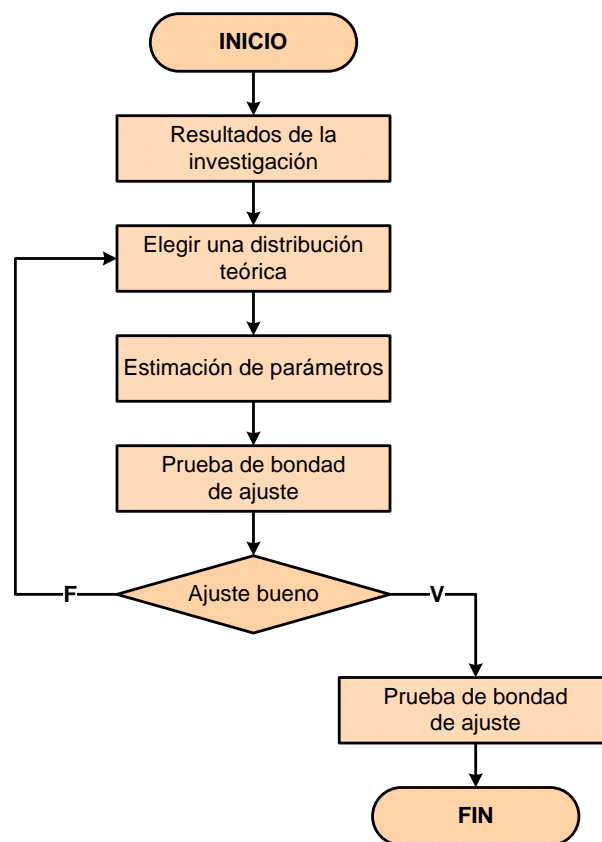 INICIO
Resultados de la
investigación
Elegir una distribución
teórica
Estimación de parámetros
Prueba de bondad
de ajuste
Ajuste bueno
F
V
Prueba de bondad
de ajuste
FIN